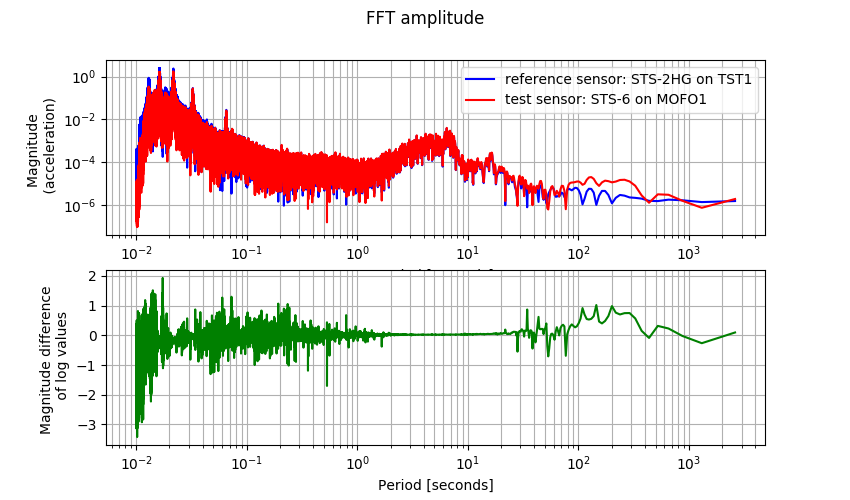 FFT amplitude
reference sensor: STS-2HG on TST1
test sensor: STS-6 on MOFO1
Magnitude
(acceleration)
10⁰
10⁻²
10⁻⁴
10⁻⁶
10⁻² 10⁻¹ 10⁰ 10¹ 10² 10³
Magnitude difference
of log values
2
1
0
−1
−2
−3
10⁻² 10⁻¹ 10⁰ 10¹ 10² 10³
Period [seconds]